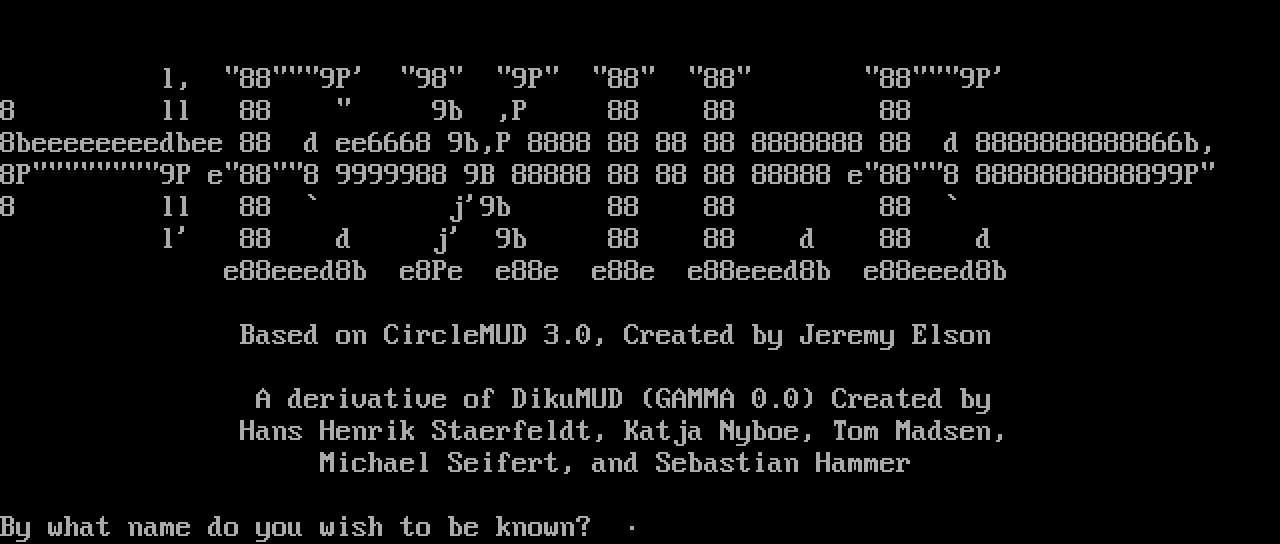 l,  "88"""9P'  "98"  "9P"  "88"  "88"       "88"""9P'
8         ll   88    "     9b  ,P     88    88         88
8beeeeeeeedbee 88  d ee6668 9b,P 8888 88 88 88 8888888 88  d 8888888888866b,
8P"""""""""9P e"88""8 9999988 9B 88888 88 88 88 88888 e"88""8 8888888888899P"
8         ll   88  `        j'9b      88    88         88  `
          l'   88    d     j'  9b     88    88    d    88    d
              e88eeed8b  e8Pe  e88e  e88e  e88eeed8b  e88eeed8b
Based on CircleMUD 3.0, Created by Jeremy Elson
A derivative of DikuMUD (GAMMA 0.0) Created by
Hans Henrik Staerfeldt, Katja Nyboe, Tom Madsen,
Michael Seifert, and Sebastian Hammer
By what name do you wish to be known?